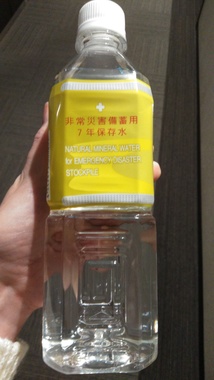 非常災害備蓄用
7年保存水
NATURAL MINERAL WATER
for EMERGENCY DISASTER
STOCKPILE